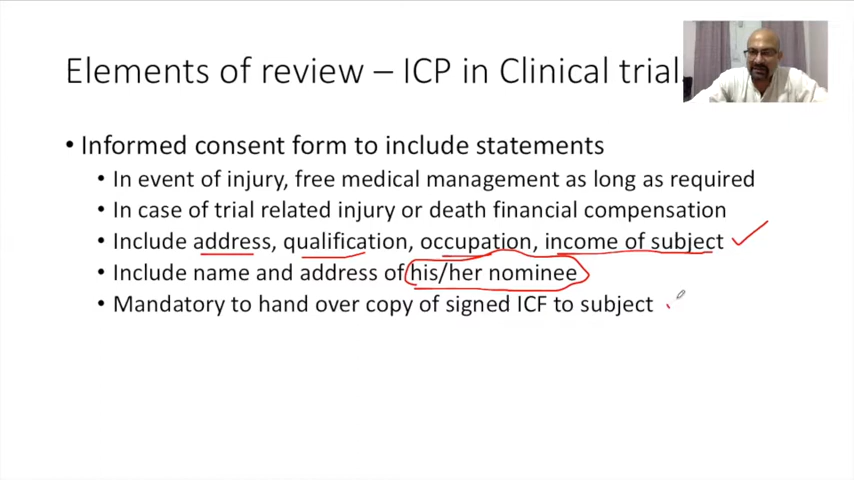 Elements of review – ICP in Clinical trial
• Informed consent form to include statements
• In event of injury, free medical management as long as required
• In case of trial related injury or death financial compensation
• Include address, qualification, occupation, income of subject
• Include name and address of his/her nominee
• Mandatory to hand over copy of signed ICF to subject